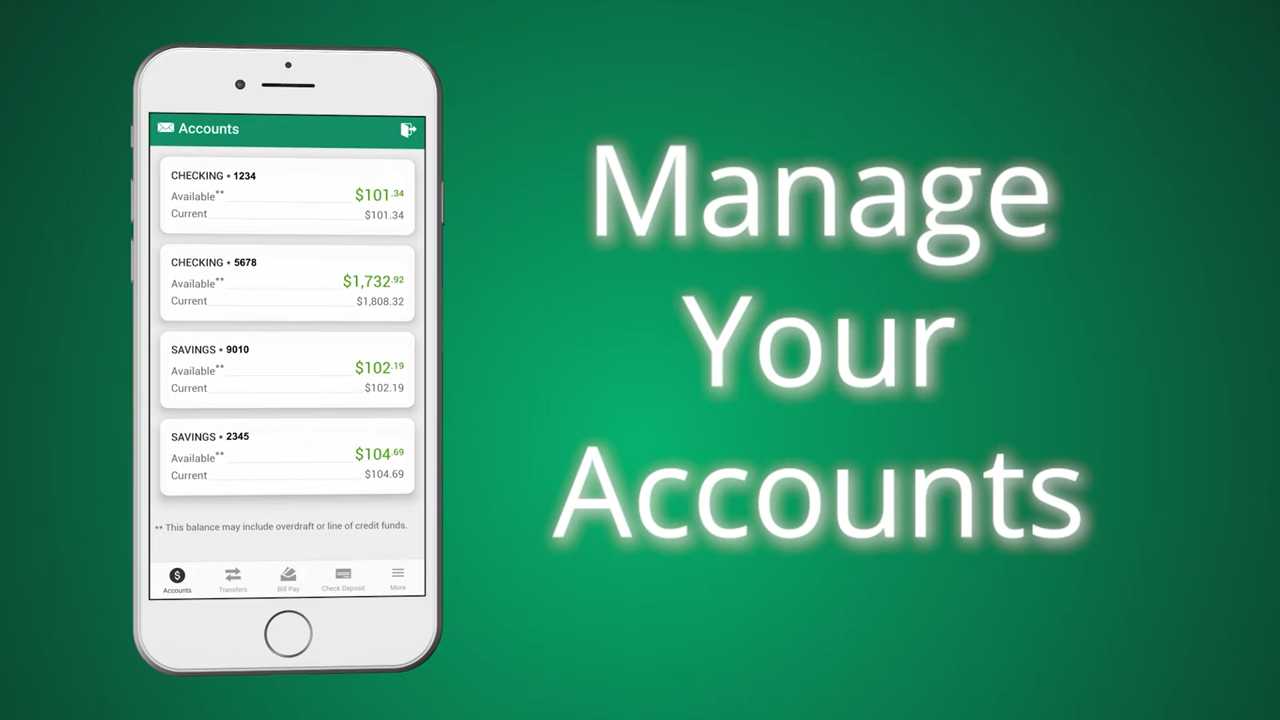 Accounts
CHECKING • 1234
Available** $101.34
Current $101.34
CHECKING • 5678
Available** $1,732.92
Current $1,808.32
SAVINGS • 9010
Available** $102.19
Current $102.19
SAVINGS • 2345
Available** $104.69
Current $104.69
** This balance may include overdraft or line of credit funds.
Accounts Transfers Bill Pay Check Deposit More
Manage
Your
Accounts